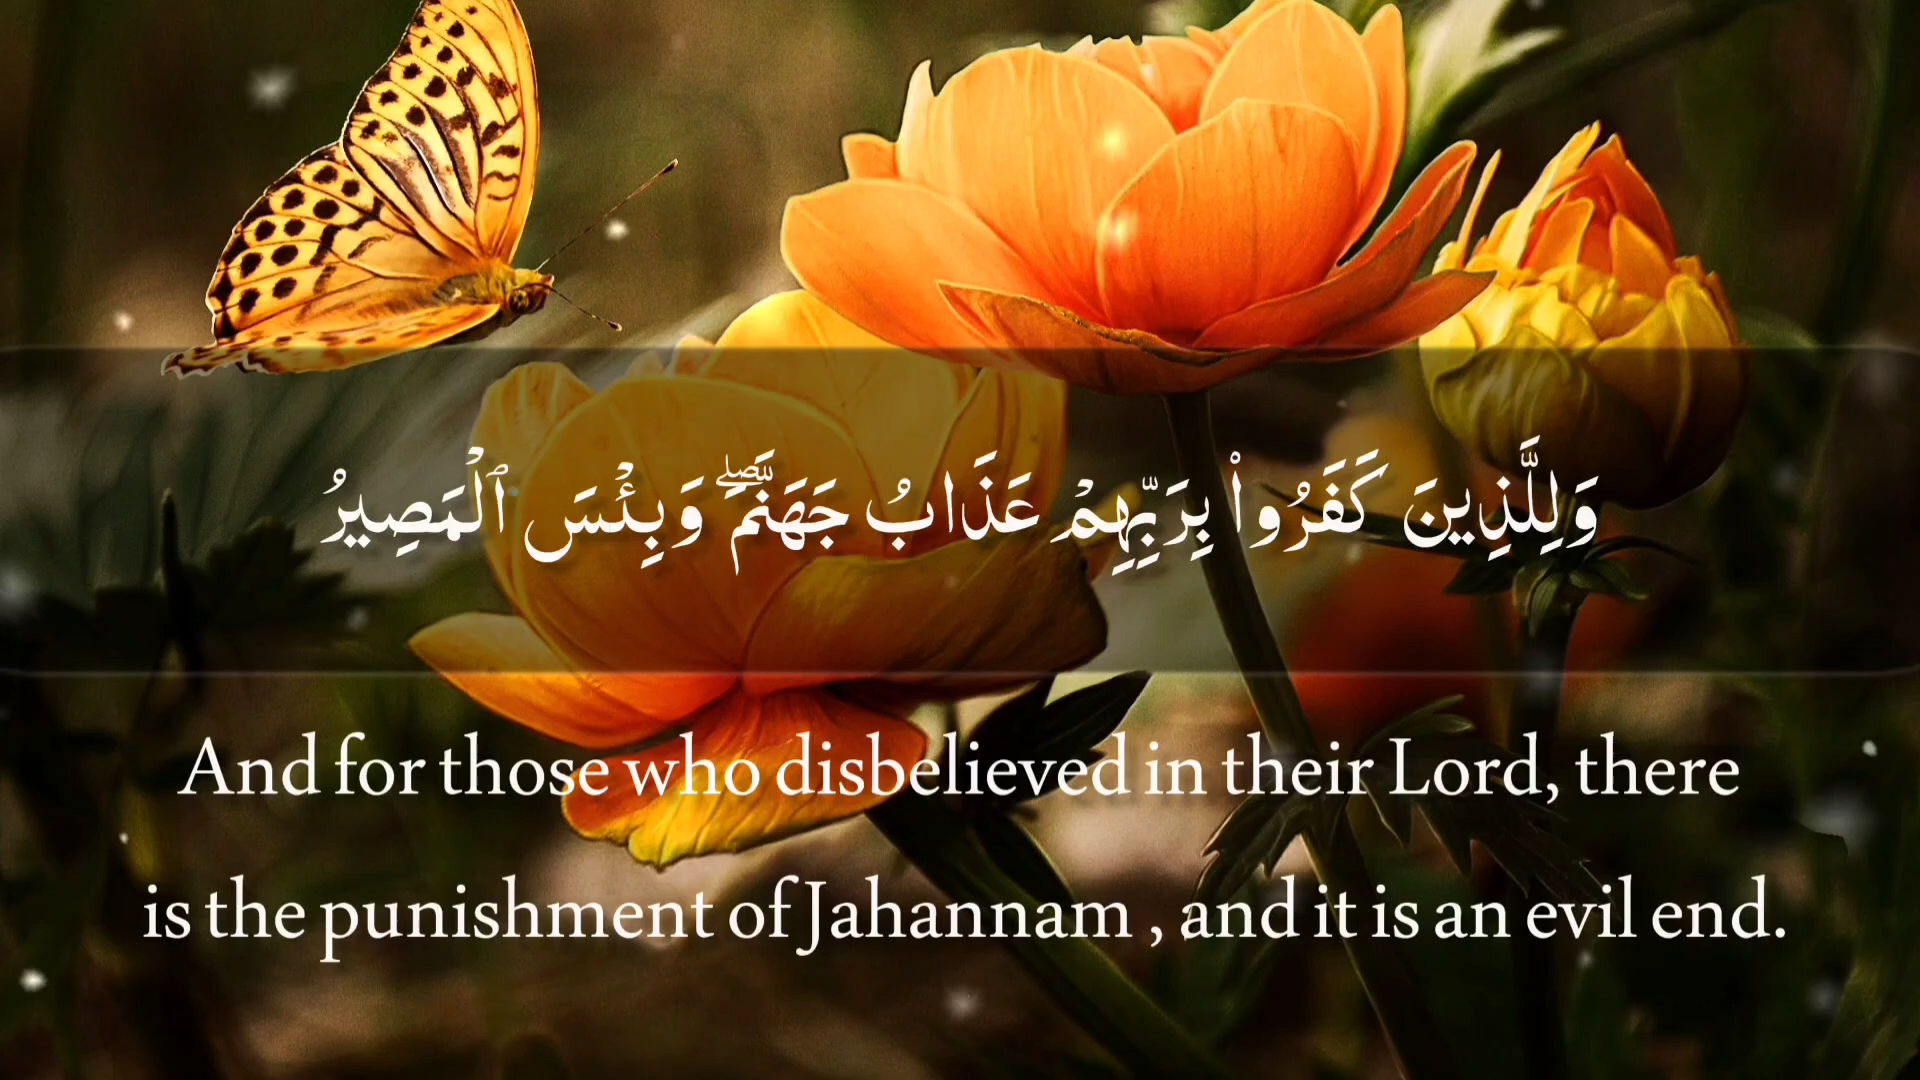 وَلِلَّذِينَ كَفَرُوا۟ بِرَبِّهِمْ عَذَابُ جَهَنَّمَ ۖ وَبِئْسَ ٱلْمَصِيرُ
And for those who disbelieved in their Lord, there
is the punishment of Jahannam , and it is an evil end.